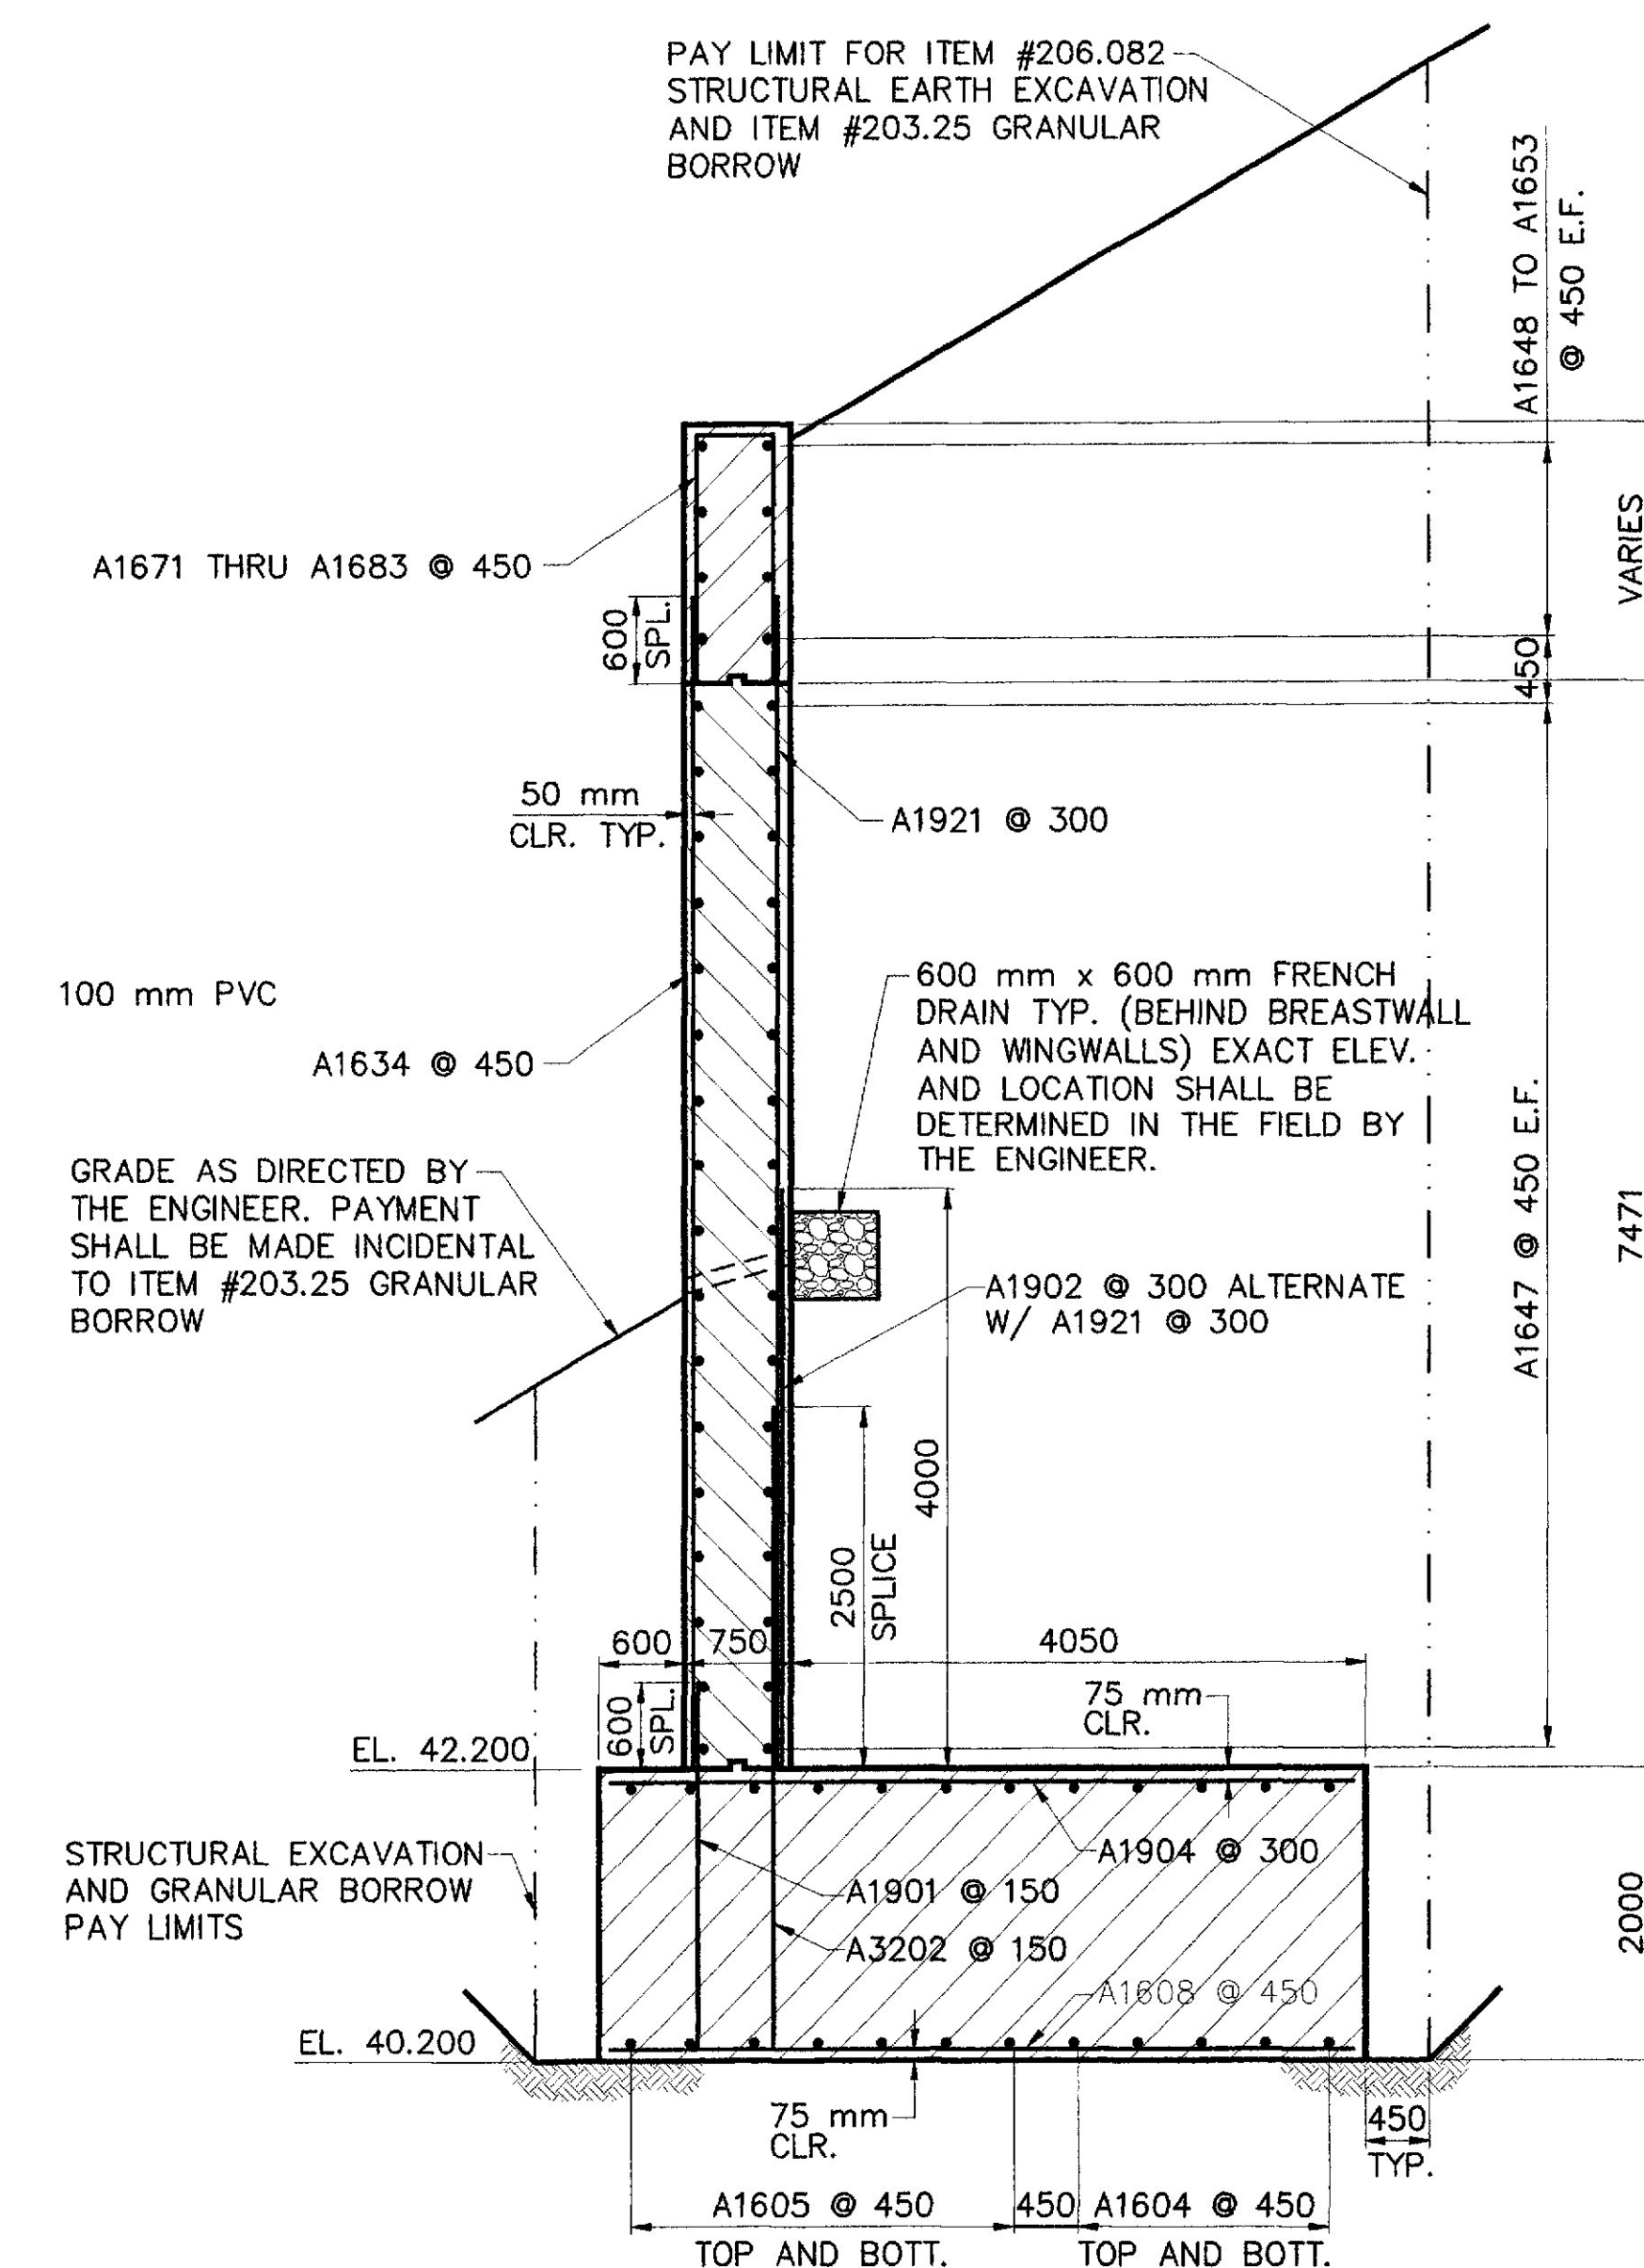 PAY LIMIT FOR ITEM #206.082
STRUCTURAL EARTH EXCAVATION
AND ITEM #203.25 GRANULAR
BORROW
A1648 TO A1653
@ 450 E.F.
A1671 THRU A1683 @ 450
VARIES
600
SPL.
450
50 mm
CLR. TYP.
A1921 @ 300
100 mm PVC
600 mm x 600 mm FRENCH
DRAIN TYP. (BEHIND BREASTWALL
AND WINGWALLS) EXACT ELEV.
AND LOCATION SHALL BE
DETERMINED IN THE FIELD BY
THE ENGINEER.
A1634 @ 450
GRADE AS DIRECTED BY
THE ENGINEER. PAYMENT
SHALL BE MADE INCIDENTAL
TO ITEM #203.25 GRANULAR
BORROW
A1647 @ 450 E.F.
7471
A1902 @ 300 ALTERNATE
W/ A1921 @ 300
4000
2500
SPLICE
600
750
4050
600
SPL.
75 mm
CLR.
EL. 42.200
STRUCTURAL EXCAVATION
AND GRANULAR BORROW
PAY LIMITS
A1904 @ 300
A1901 @ 150
A3202 @ 150
A1608 @ 450
2000
EL. 40.200
75 mm
CLR.
450
TYP.
A1605 @ 450
450
A1604 @ 450
TOP AND BOTT.
TOP AND BOTT.